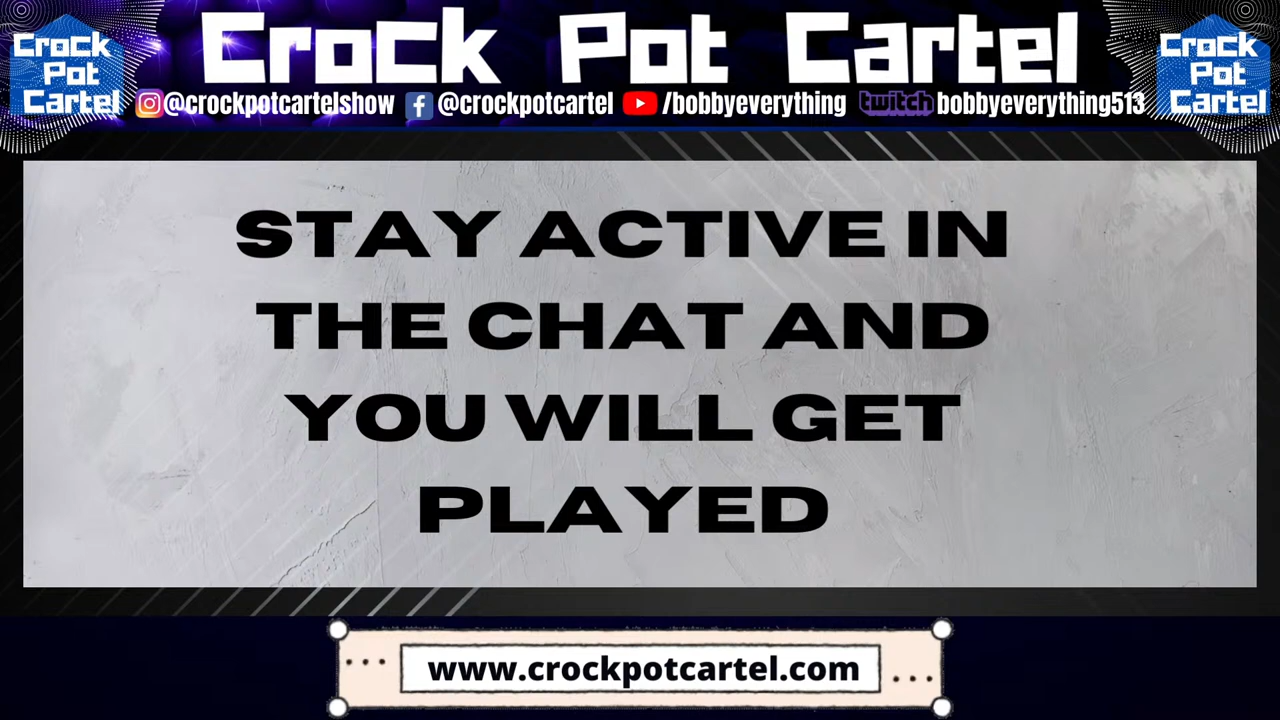 Crock Pot Cartel
Crock
Pot
Cartel
@crockpotcartelshow @crockpotcartel /bobbyeverything twitch bobbyeverything513
Crock
Pot
Cartel
STAY ACTIVE IN
THE CHAT AND
YOU WILL GET
PLAYED
www.crockpotcartel.com